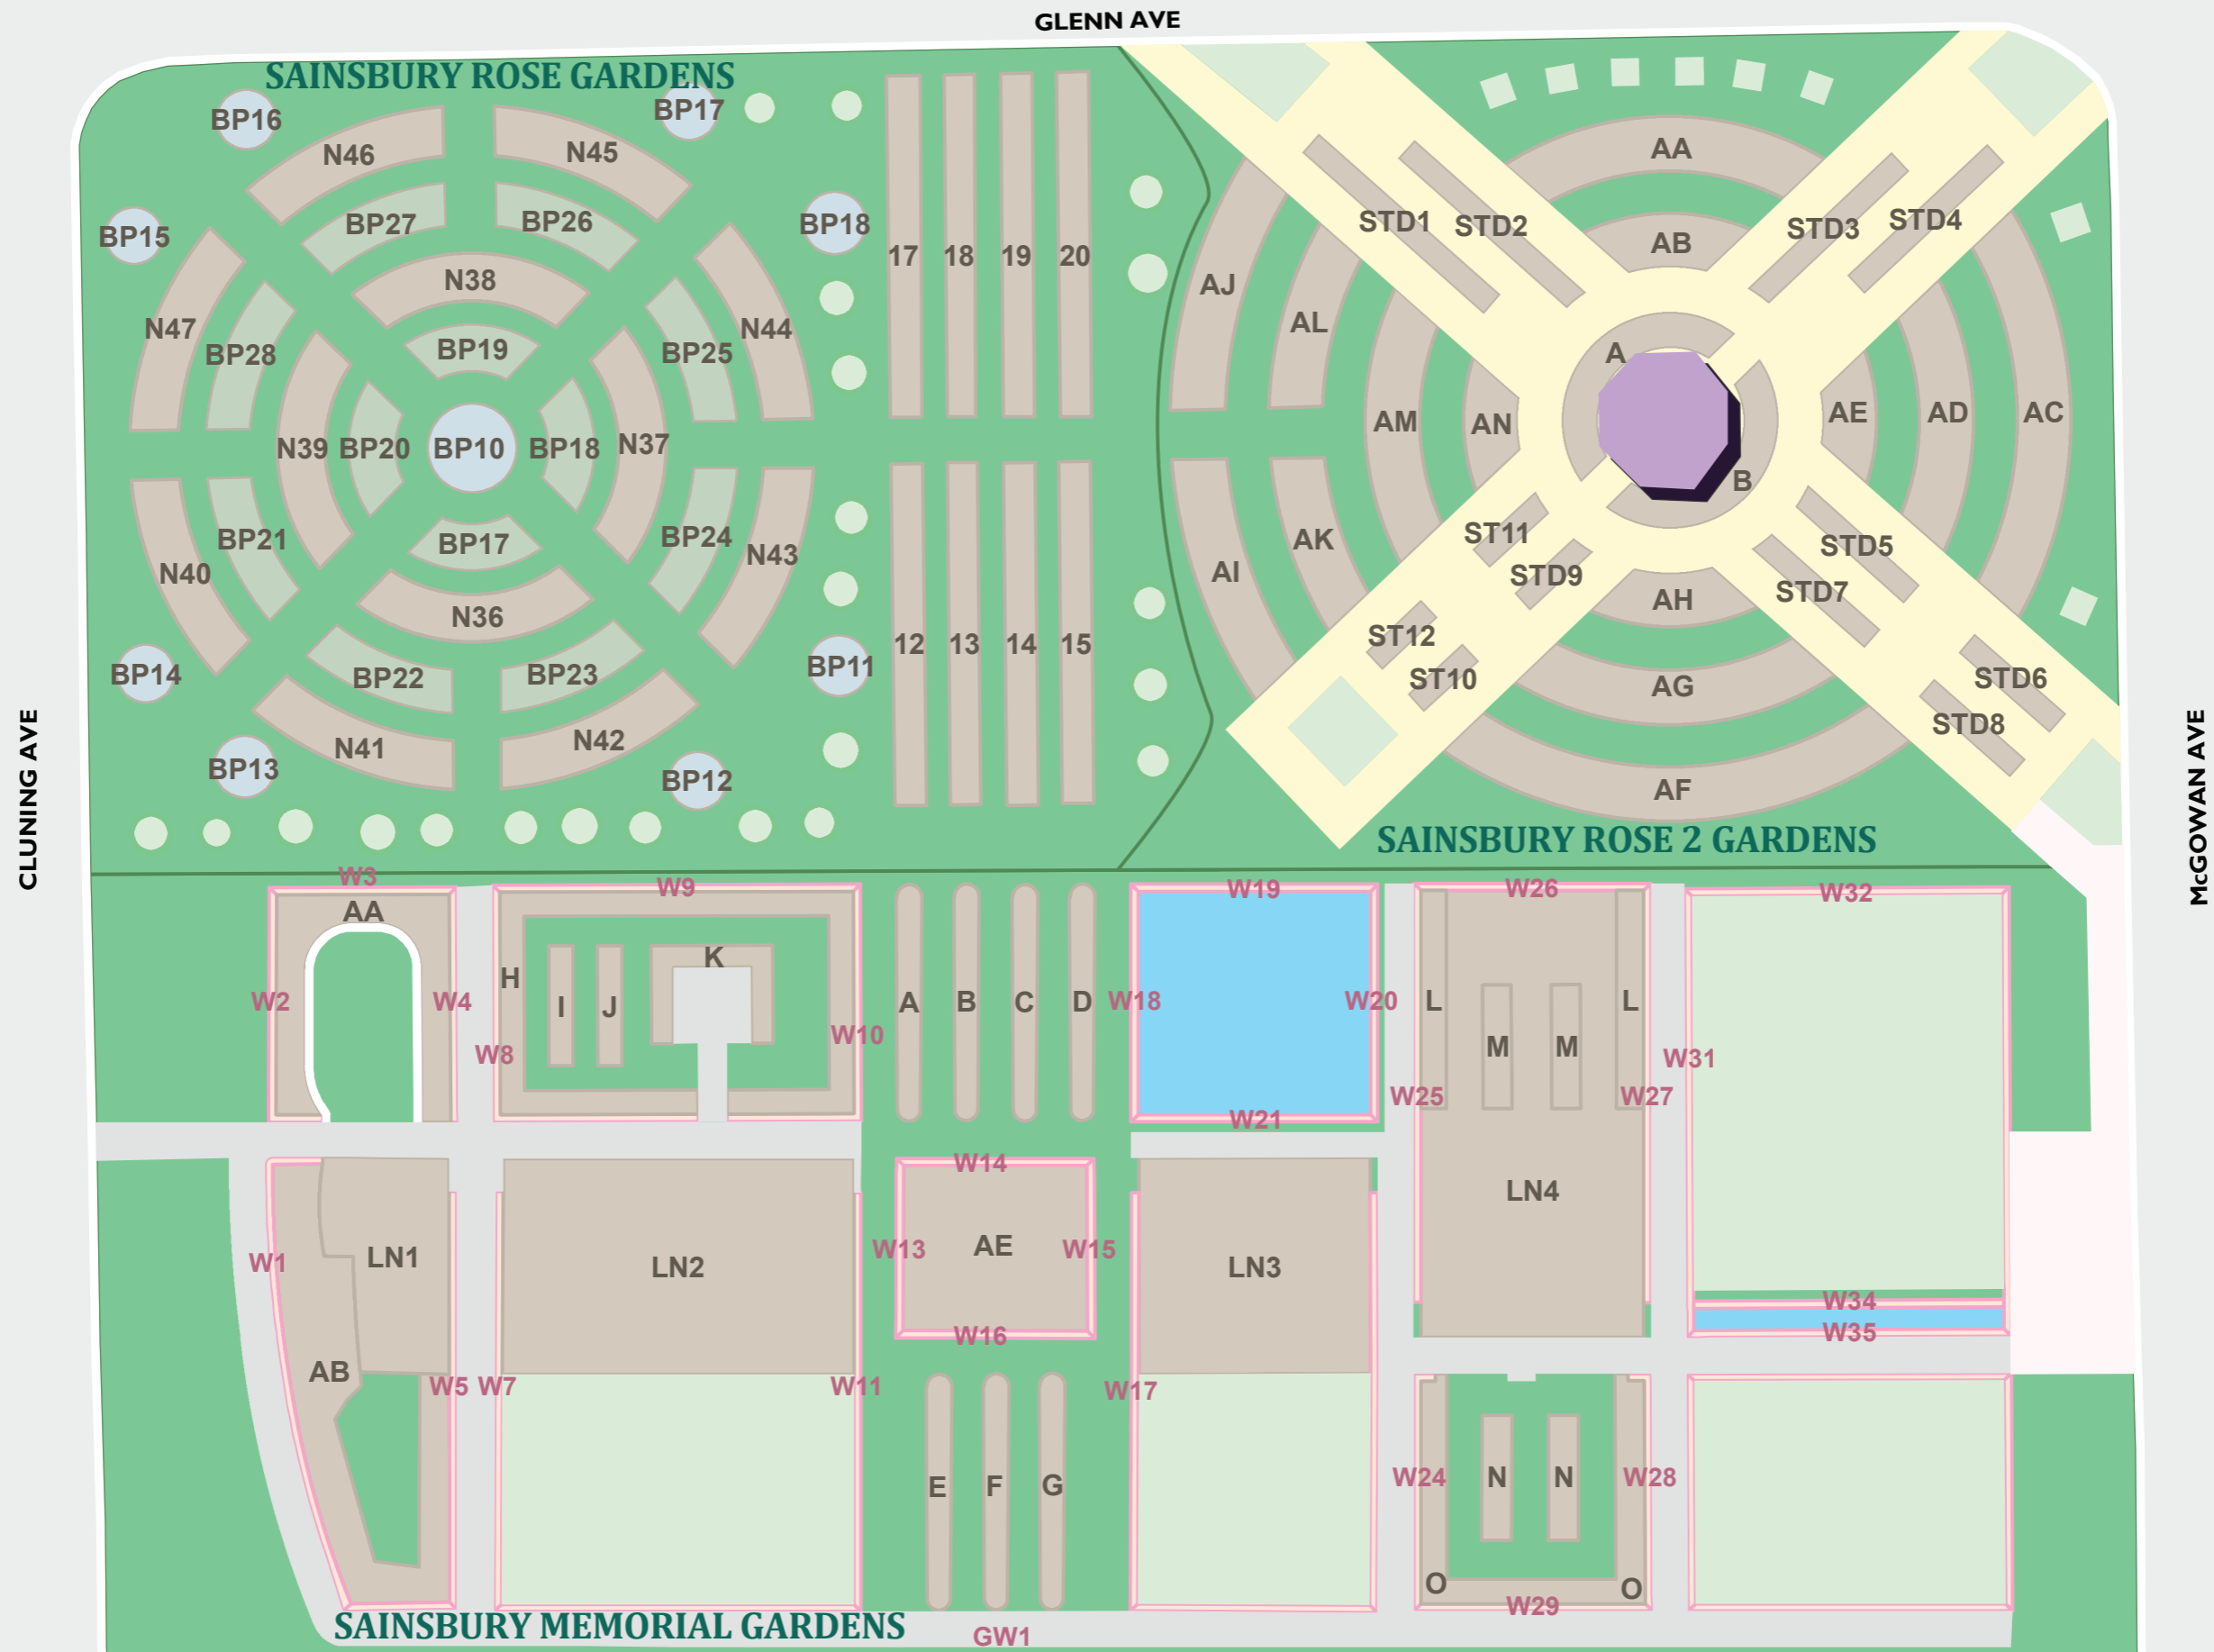 GLENN AVE
SAINSBURY ROSE GARDENS
BP16
BP17
N46
N45
AA
BP27
BP26
BP18
STD1
STD2
STD3
STD4
BP15
17
18
19
20
AB
N38
AJ
N47
BP28
BP19
BP25
N44
AL
A
N39
BP20
BP10
BP18
N37
AM
AN
AE
AD
AC
B
BP21
BP17
BP24
N43
AK
ST11
STD5
N40
AI
STD9
STD7
N36
AH
12
13
14
15
ST12
BP14
BP22
BP23
BP11
ST10
AG
STD6
N41
N42
STD8
BP13
BP12
AF
CLUNING AVE
McGOWAN AVE
SAINSBURY ROSE 2 GARDENS
W3
W9
W19
W26
W32
AA
H
K
W2
W4
I
J
A
B
C
D
W18
W20
L
L
W8
W10
M
M
W31
W25
W27
W21
W14
LN4
W1
LN1
LN2
W13
AE
W15
LN3
W34
W16
W35
AB
W5
W7
W11
W17
E
F
G
W24
N
N
W28
O
O
W29
SAINSBURY MEMORIAL GARDENS
GW1